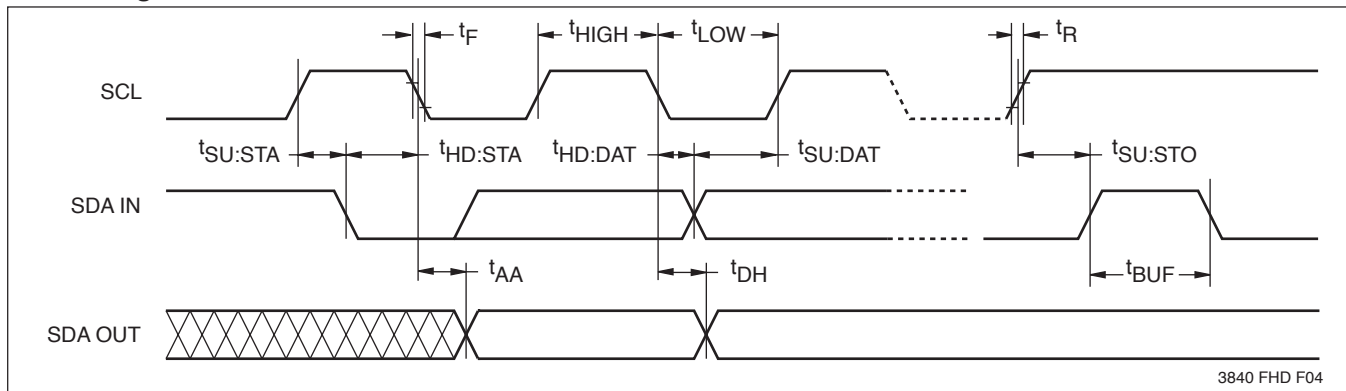 tF tHIGH tLOW tR
SCL
tSU:STA tHD:STA tHD:DAT tSU:DAT tSU:STO
SDA IN
tAA tDH tBUF
SDA OUT
3840 FHD F04